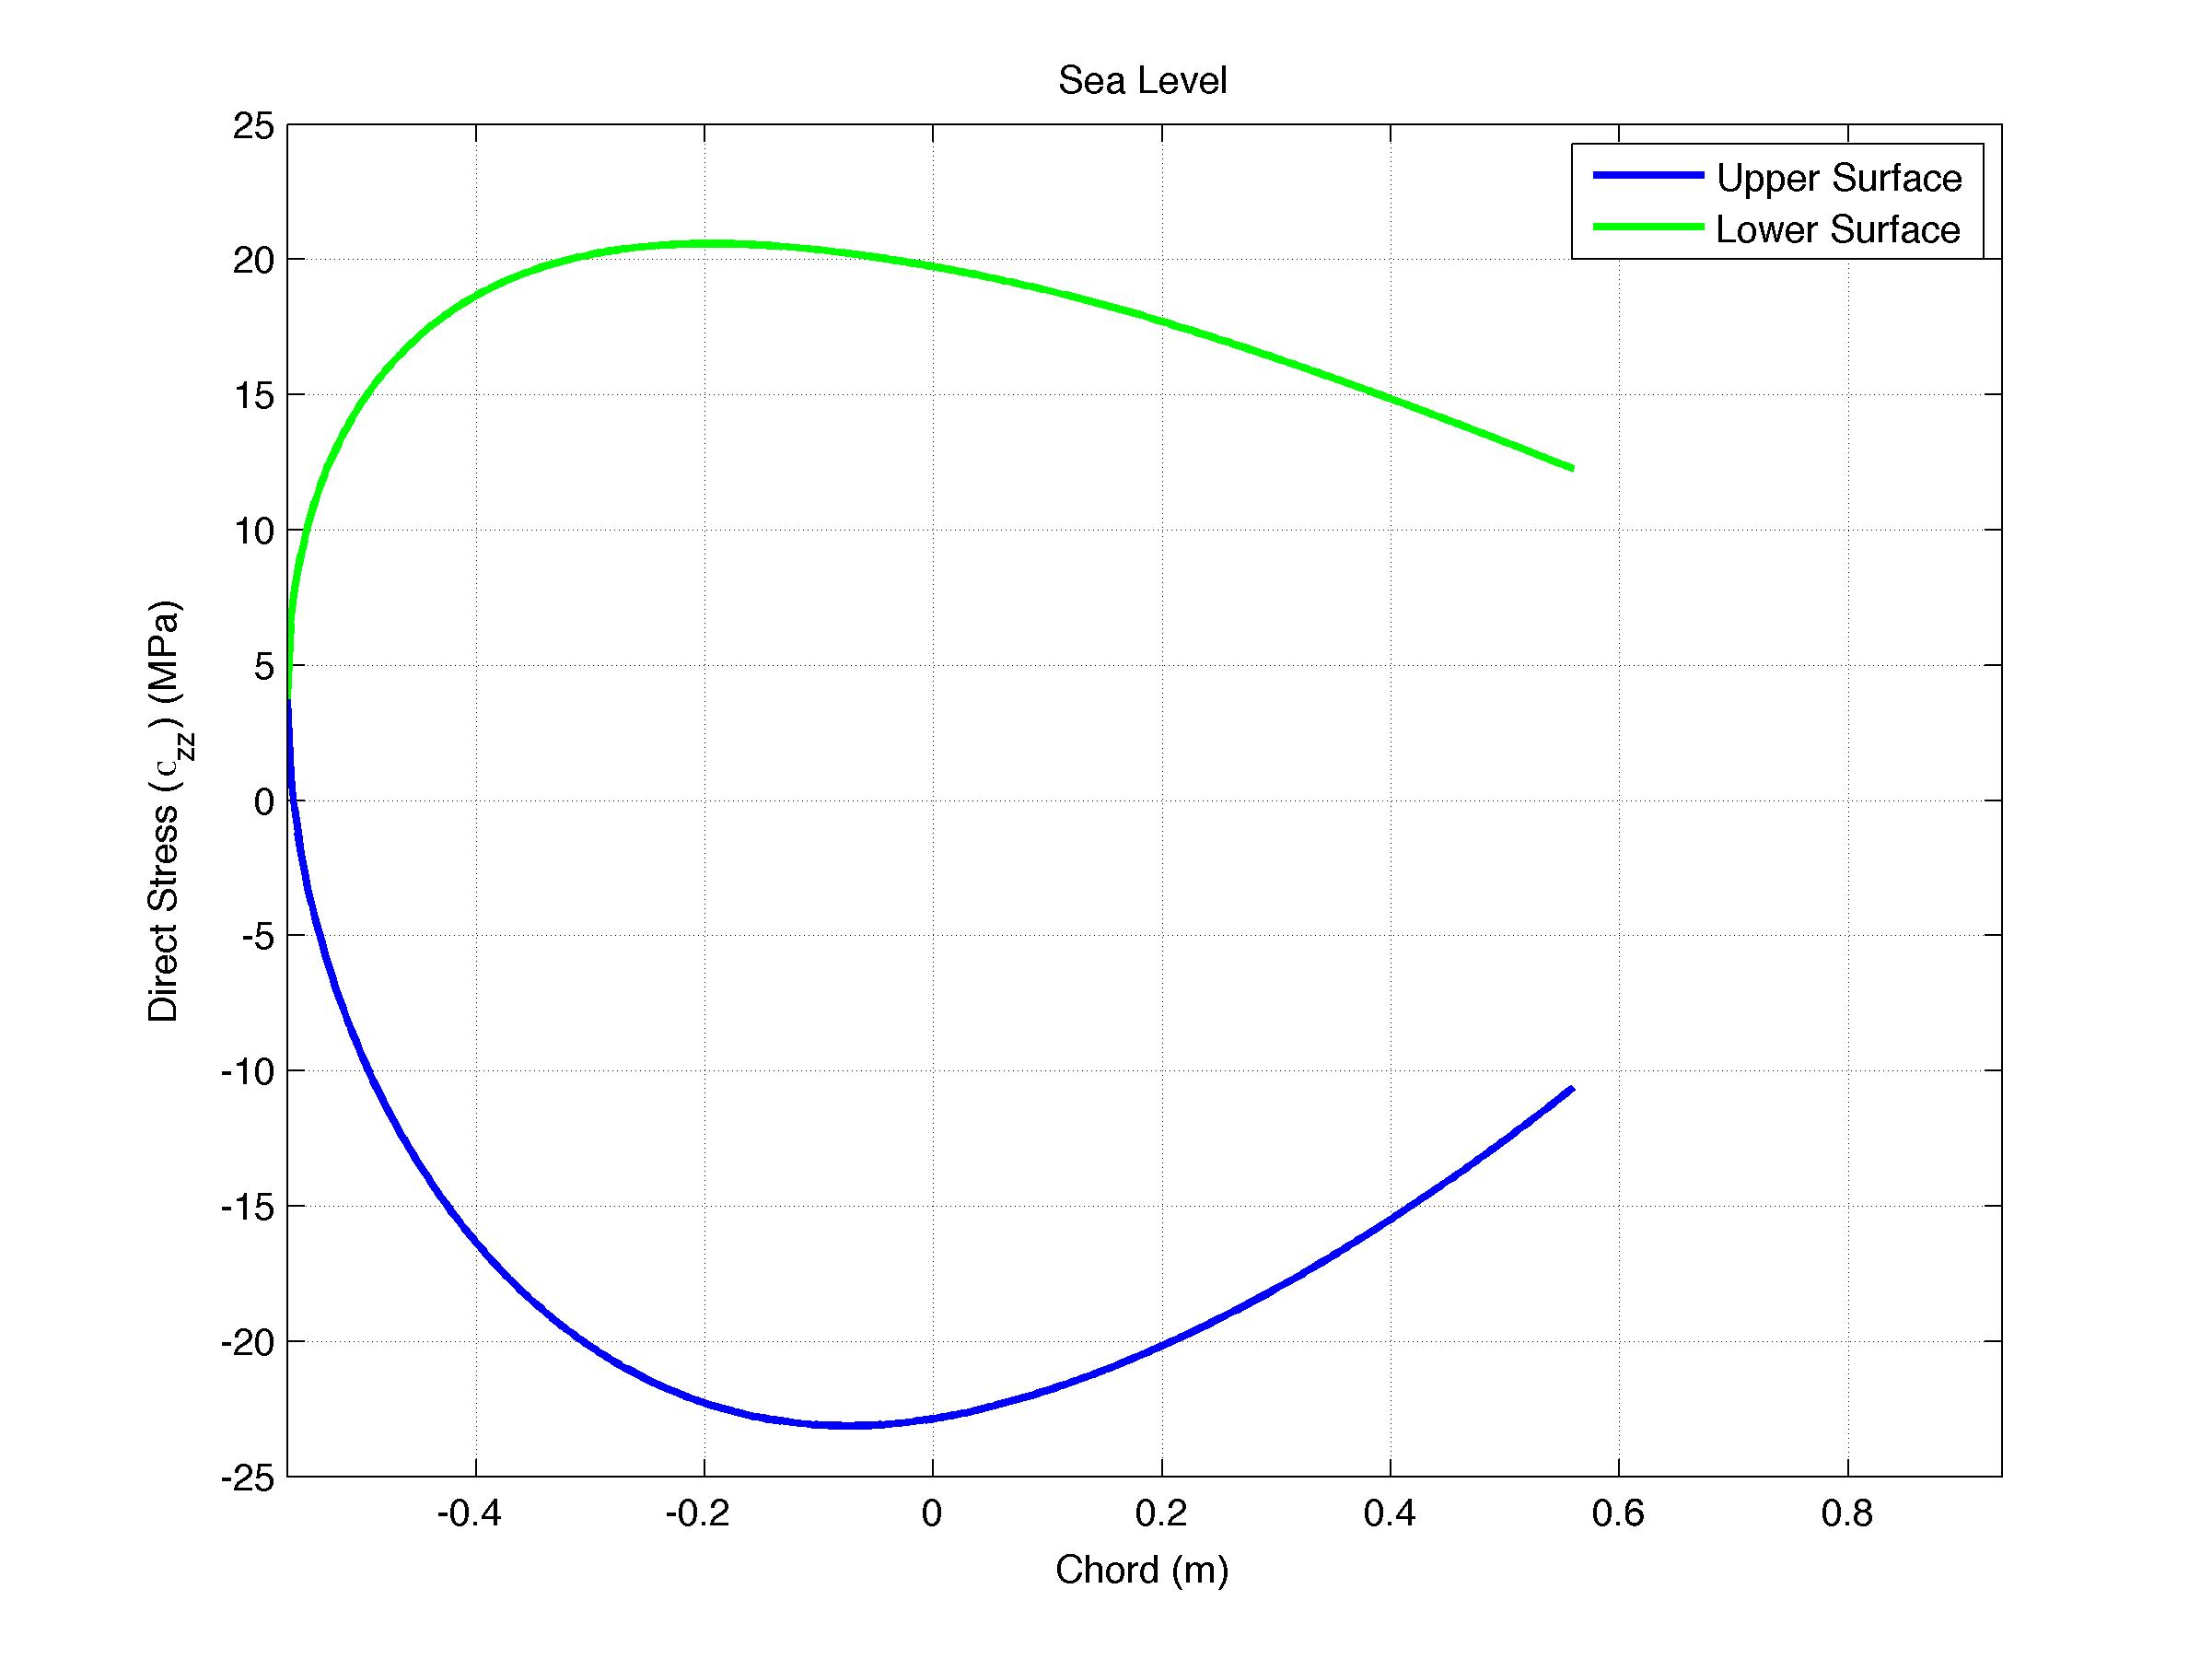 Sea Level
Upper Surface
Lower Surface
25
20
15
10
5
0
-5
-10
-15
-20
-25
Direct Stress (σzz) (MPa)
-0.4 -0.2 0 0.2 0.4 0.6 0.8
Chord (m)